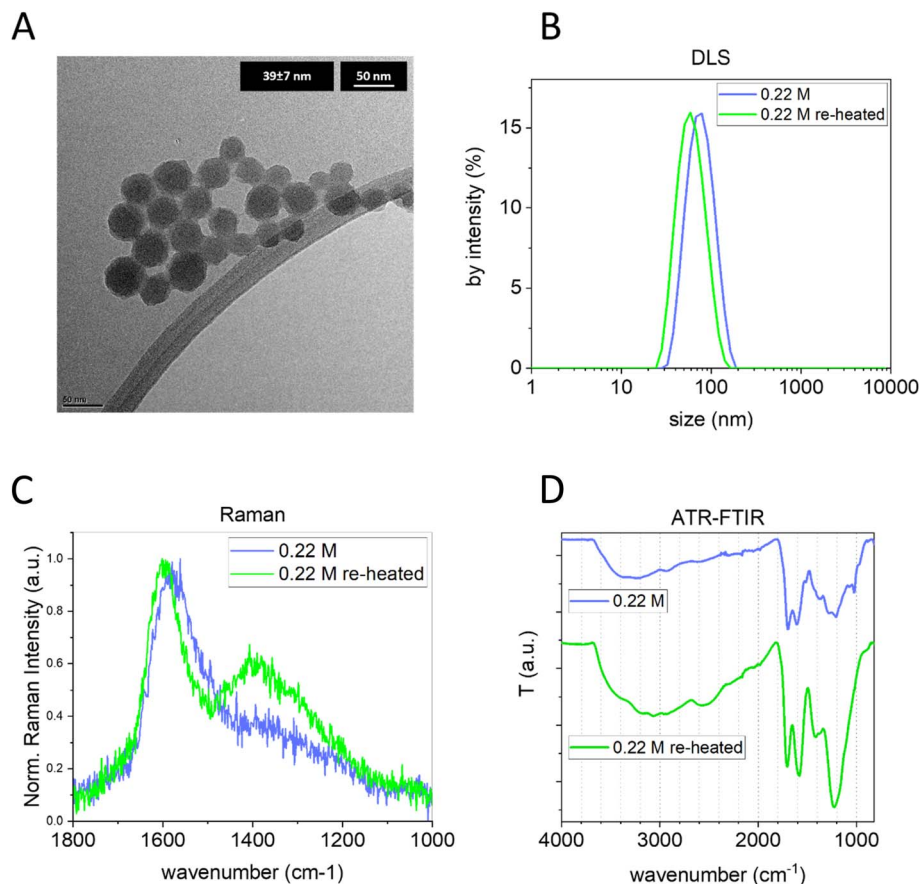 A
39±7 nm
50 nm
50 nm
B
DLS
0.22 M
0.22 M re-heated
by intensity (%)
15
10
5
0
1
10
100
1000
10000
size (nm)
C
Raman
0.22 M
0.22 M re-heated
Norm. Raman Intensity (a.u.)
1.0
0.8
0.6
0.4
0.2
0.0
1800
1600
1400
1200
1000
wavenumber (cm-1)
D
ATR-FTIR
0.22 M
0.22 M re-heated
T (a.u.)
4000
3000
2000
1000
wavenumber (cm⁻¹)